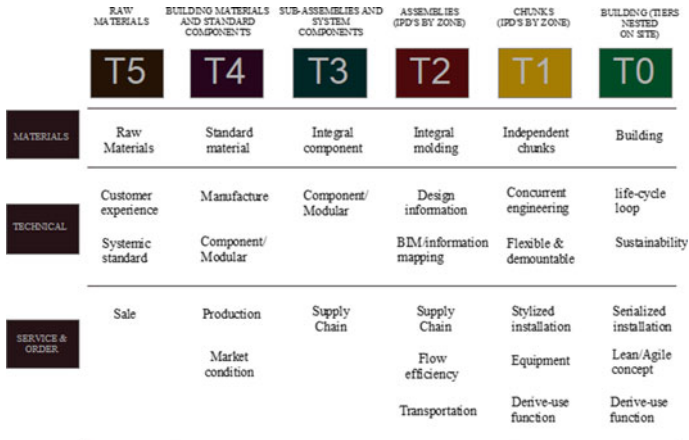 RAW MATERIALS
BUILDING MATERIALS AND STANDARD COMPONENTS
SUB-ASSEMBLIES AND SYSTEM COMPONENTS
ASSEMBLIES (IPD'S BY ZONE)
CHUNKS (IPD'S BY ZONE)
BUILDING (TIERS NESTED ON SITE)
T5 T4 T3 T2 T1 T0
MATERIALS
Raw Materials
Standard material
Integral component
Integral molding
Independent chunks
Building
TECHNICAL
Customer experience
Manufacture
Component/ Modular
Design information
Concurrent engineering
life-cycle loop
Systemic standard
Component/ Modular
BIM/information mapping
Flexible & demountable
Sustainability
SERVICE & ORDER
Sale
Production
Supply Chain
Supply Chain
Stylized installation
Serialized installation
Market condition
Flow efficiency
Equipment
Lean/Agile concept
Transportation
Derive-use function
Derive-use function